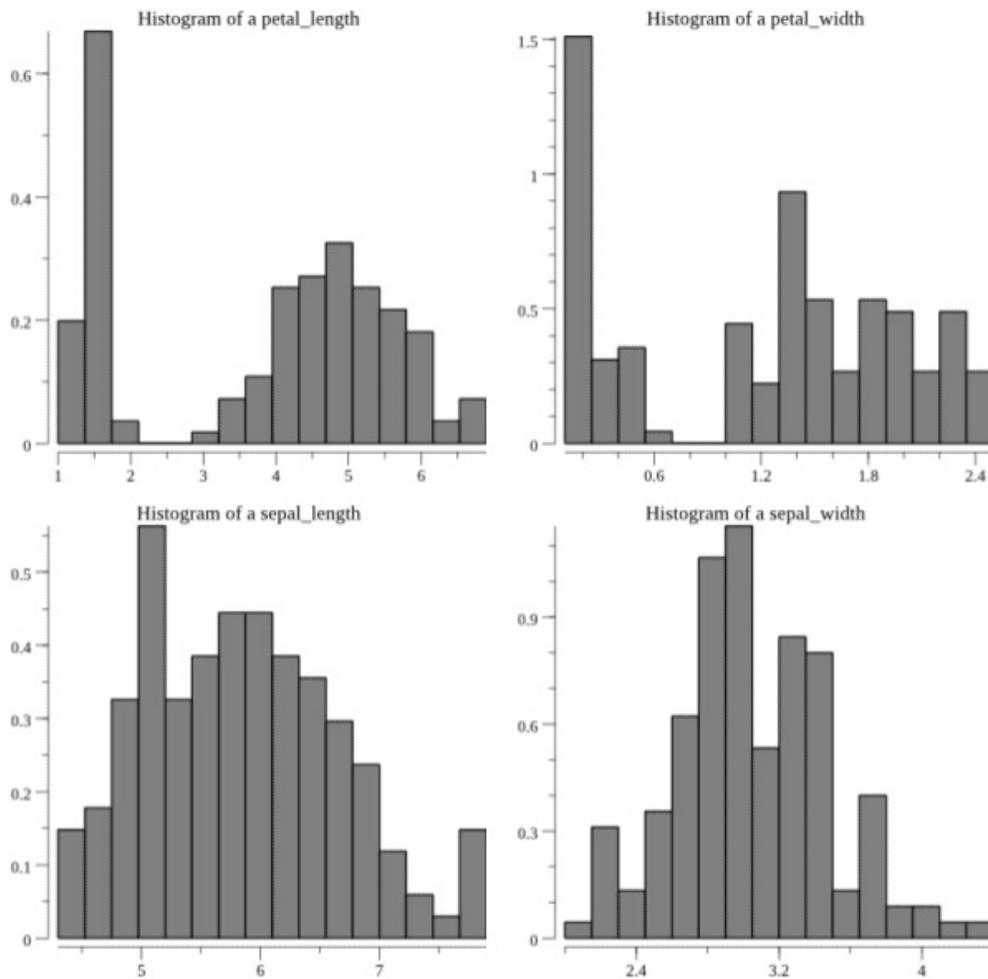 Histogram of a petal_length
0.6
0.4
0.2
0
1 2 3 4 5 6
Histogram of a petal_width
1.5
1
0.5
0
0.6 1.2 1.8 2.4
Histogram of a sepal_length
0.5
0.4
0.3
0.2
0.1
0
5 6 7
Histogram of a sepal_width
0.9
0.6
0.3
0
2.4 3.2 4